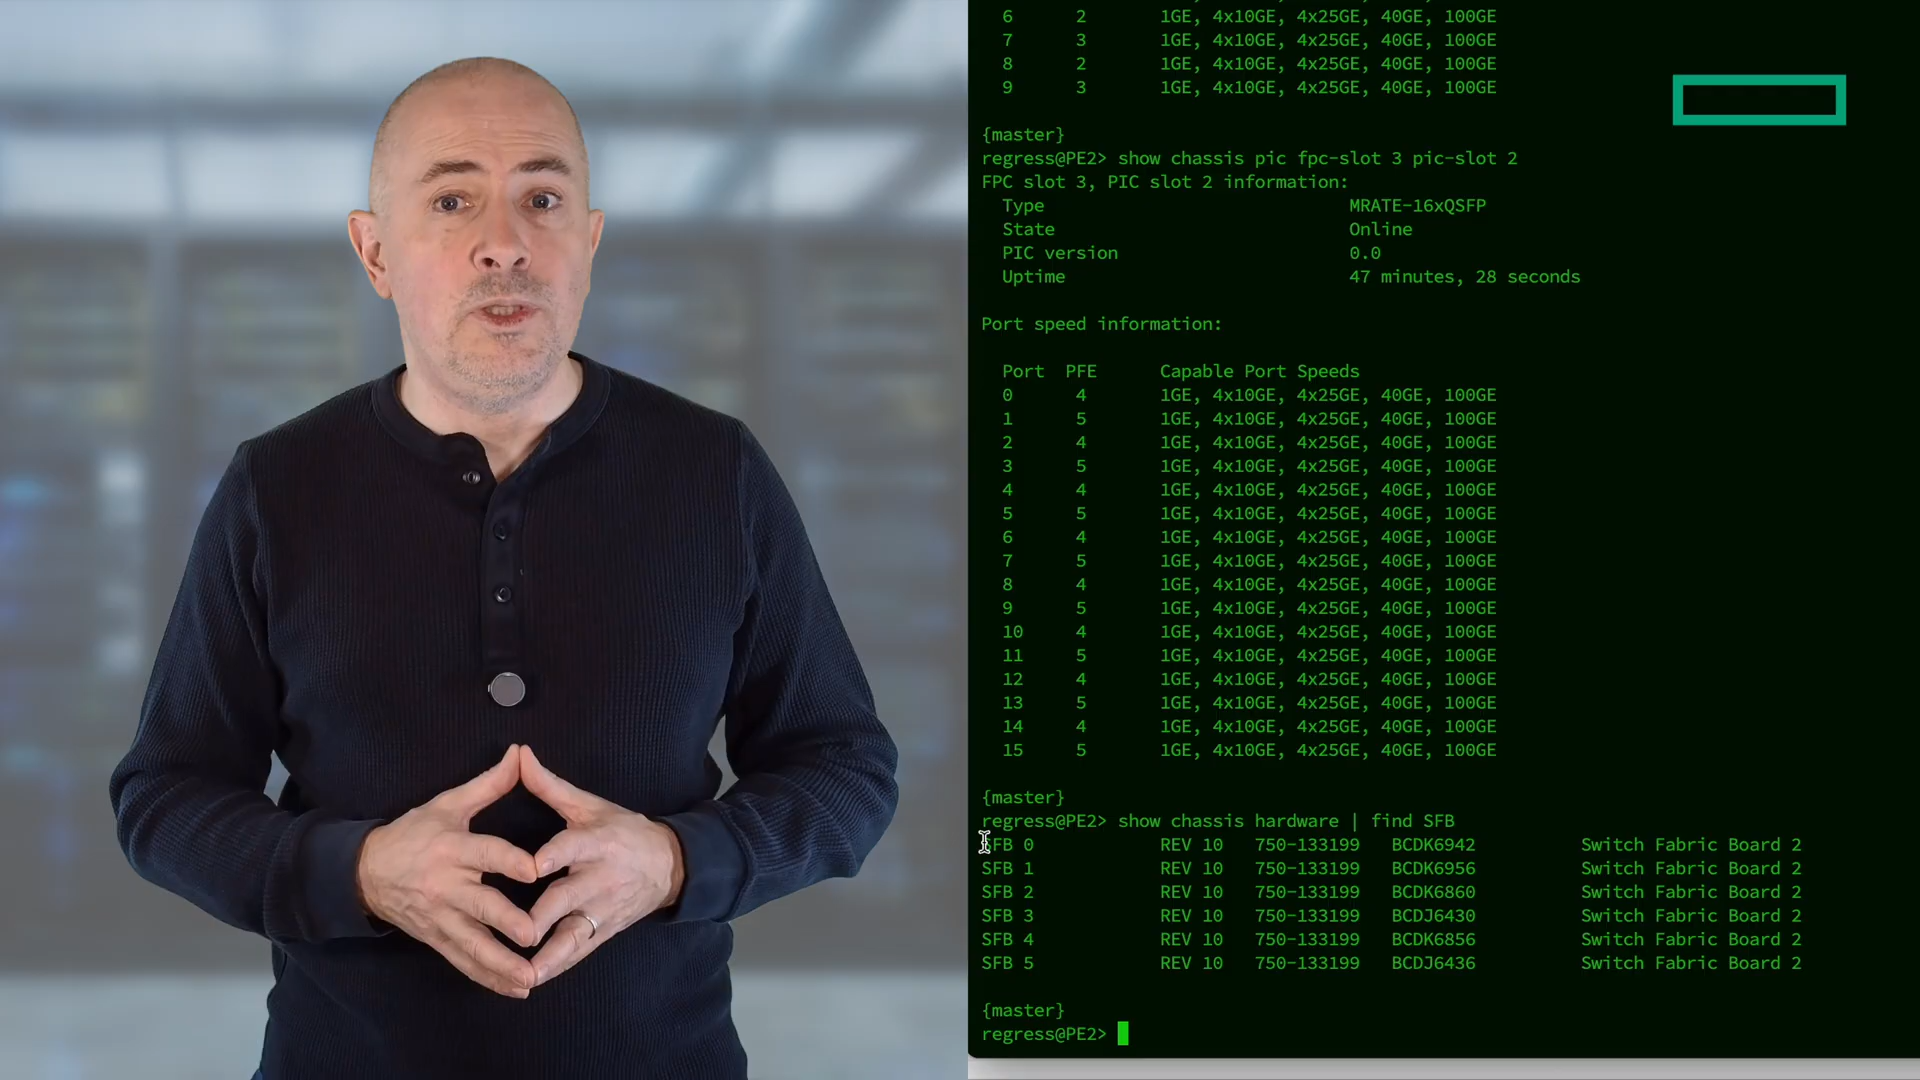 6 2 1GE, 4x10GE, 4x25GE, 40GE, 100GE
7 3 1GE, 4x10GE, 4x25GE, 40GE, 100GE
8 2 1GE, 4x10GE, 4x25GE, 40GE, 100GE
9 3 1GE, 4x10GE, 4x25GE, 40GE, 100GE
{master}
regress@PE2> show chassis pic fpc-slot 3 pic-slot 2
FPC slot 3, PIC slot 2 information:
Type MRATE-16xQSFP
State Online
PIC version 0.0
Uptime 47 minutes, 28 seconds
Port speed information:
Port PFE Capable Port Speeds
0 4 1GE, 4x10GE, 4x25GE, 40GE, 100GE
1 5 1GE, 4x10GE, 4x25GE, 40GE, 100GE
2 4 1GE, 4x10GE, 4x25GE, 40GE, 100GE
3 5 1GE, 4x10GE, 4x25GE, 40GE, 100GE
4 4 1GE, 4x10GE, 4x25GE, 40GE, 100GE
5 5 1GE, 4x10GE, 4x25GE, 40GE, 100GE
6 4 1GE, 4x10GE, 4x25GE, 40GE, 100GE
7 5 1GE, 4x10GE, 4x25GE, 40GE, 100GE
8 4 1GE, 4x10GE, 4x25GE, 40GE, 100GE
9 5 1GE, 4x10GE, 4x25GE, 40GE, 100GE
10 4 1GE, 4x10GE, 4x25GE, 40GE, 100GE
11 5 1GE, 4x10GE, 4x25GE, 40GE, 100GE
12 4 1GE, 4x10GE, 4x25GE, 40GE, 100GE
13 5 1GE, 4x10GE, 4x25GE, 40GE, 100GE
14 4 1GE, 4x10GE, 4x25GE, 40GE, 100GE
15 5 1GE, 4x10GE, 4x25GE, 40GE, 100GE
{master}
regress@PE2> show chassis hardware | find SFB
SFB 0 REV 10 750-133199 BCDK6942 Switch Fabric Board 2
SFB 1 REV 10 750-133199 BCDK6956 Switch Fabric Board 2
SFB 2 REV 10 750-133199 BCDK6860 Switch Fabric Board 2
SFB 3 REV 10 750-133199 BCDJ6430 Switch Fabric Board 2
SFB 4 REV 10 750-133199 BCDK6856 Switch Fabric Board 2
SFB 5 REV 10 750-133199 BCDJ6436 Switch Fabric Board 2
{master}
regress@PE2>